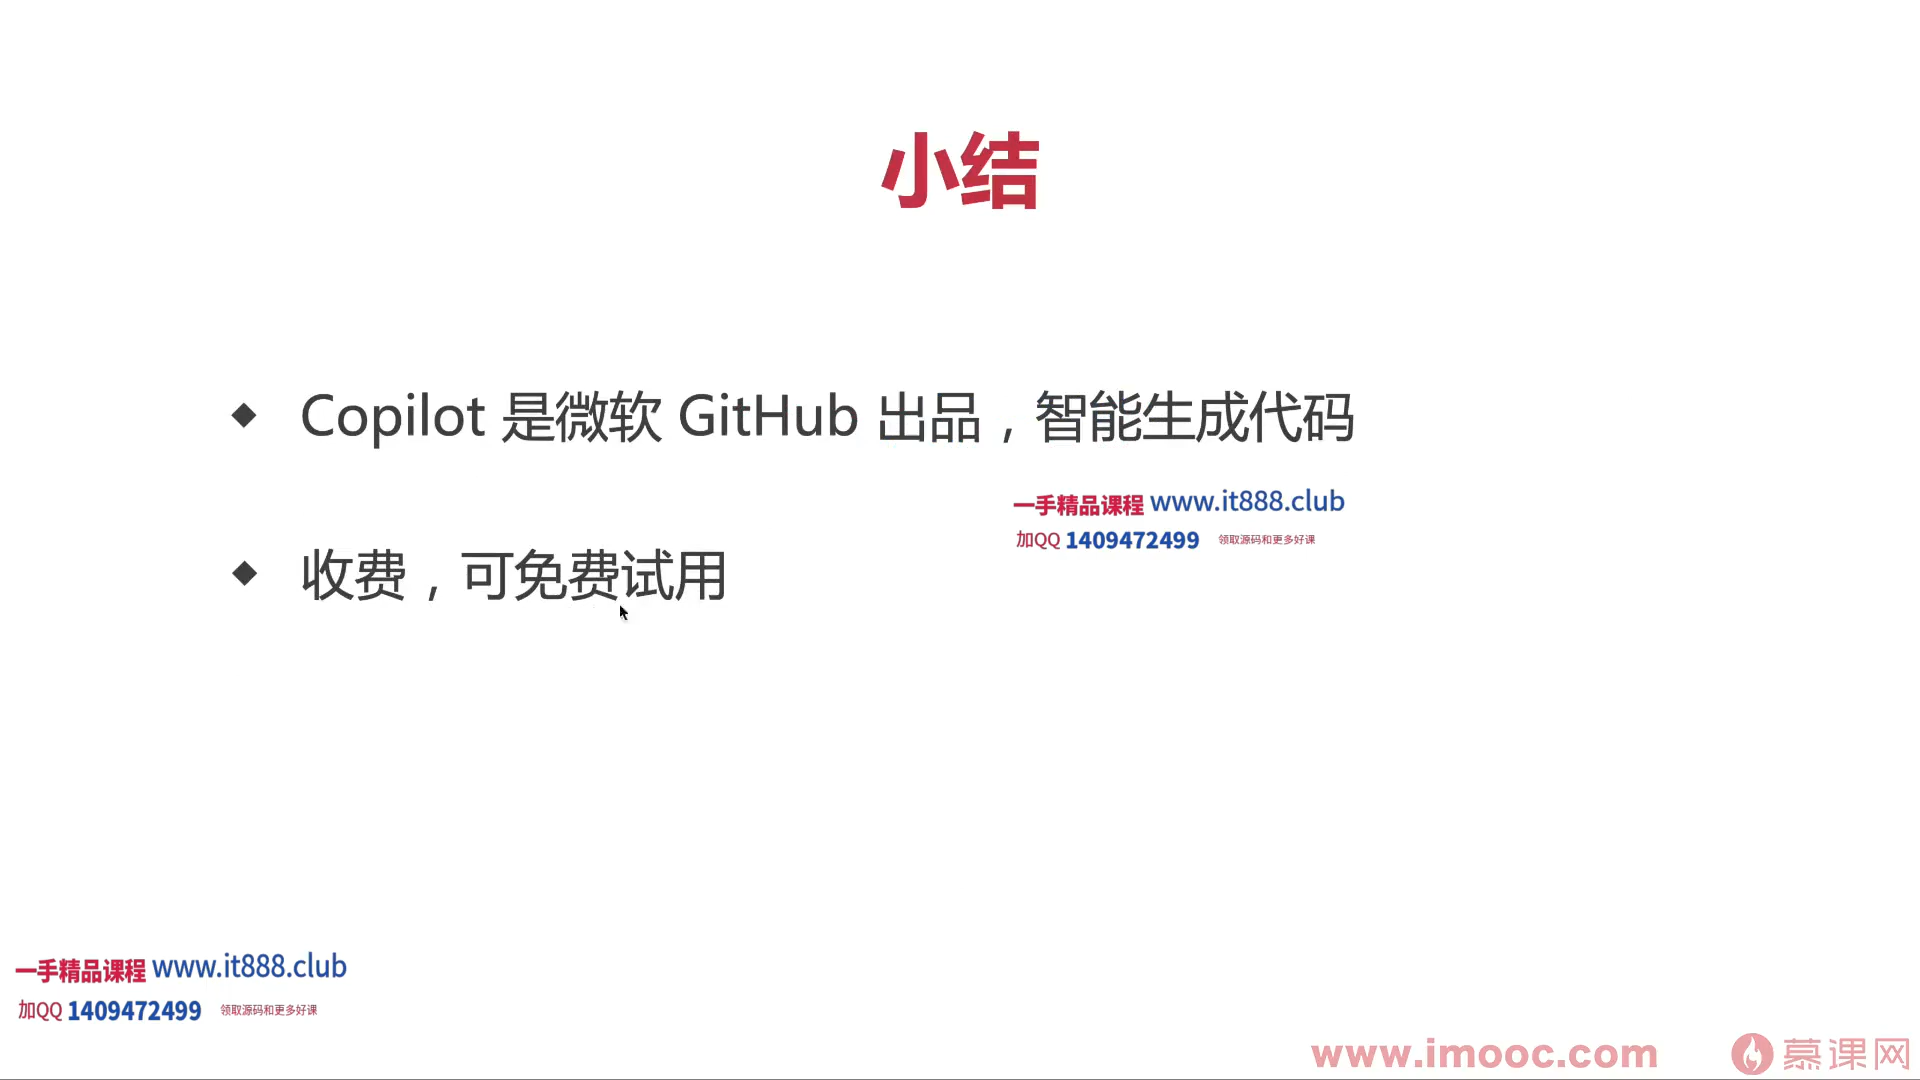 小结
Copilot 是微软 GitHub 出品，智能生成代码
一手精品课程 www.it888.club
加QQ 1409472499 领取源码和更多好课
收费，可免费试用
一手精品课程 www.it888.club
加QQ 1409472499 领取源码和更多好课
www.imooc.com 慕课网